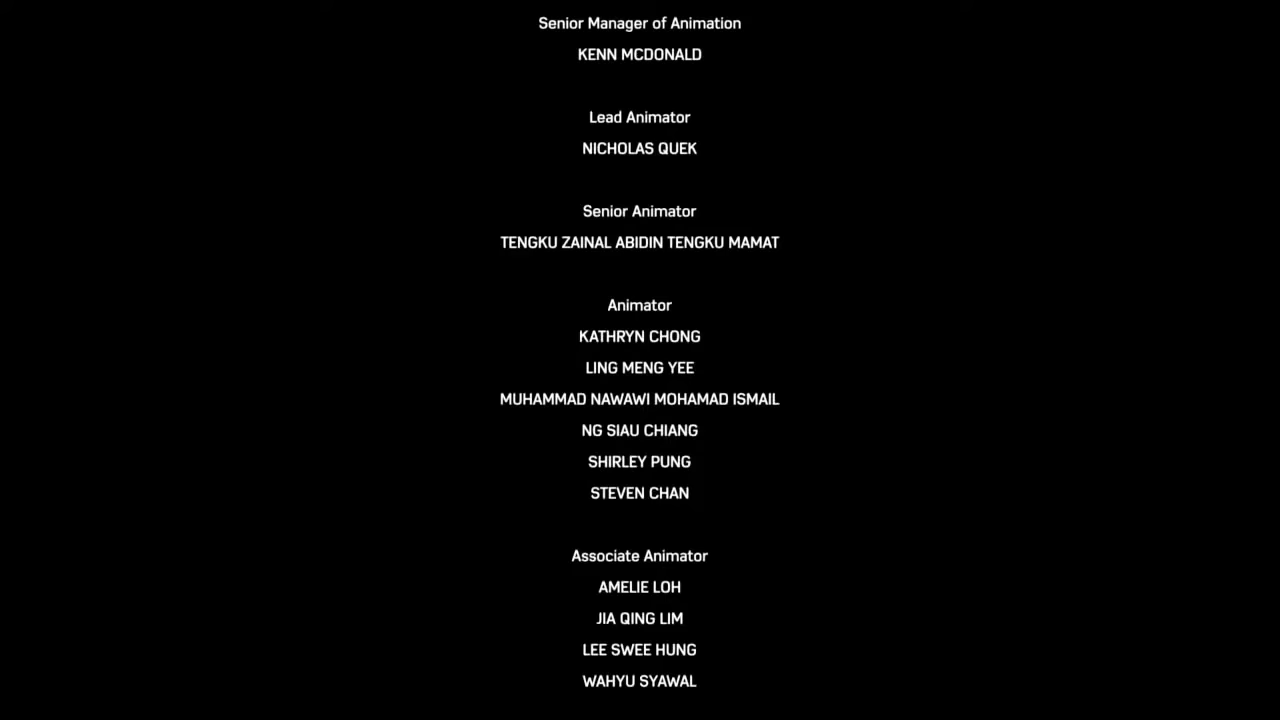 Senior Manager of Animation
KENN MCDONALD
Lead Animator
NICHOLAS QUEK
Senior Animator
TENGKU ZAINAL ABIDIN TENGKU MAMAT
Animator
KATHRYN CHONG
LING MENG YEE
MUHAMMAD NAWAWI MOHAMAD ISMAIL
NG SIAU CHIANG
SHIRLEY PUNG
STEVEN CHAN
Associate Animator
AMELIE LOH
JIA QING LIM
LEE SWEE HUNG
WAHYU SYAWAL